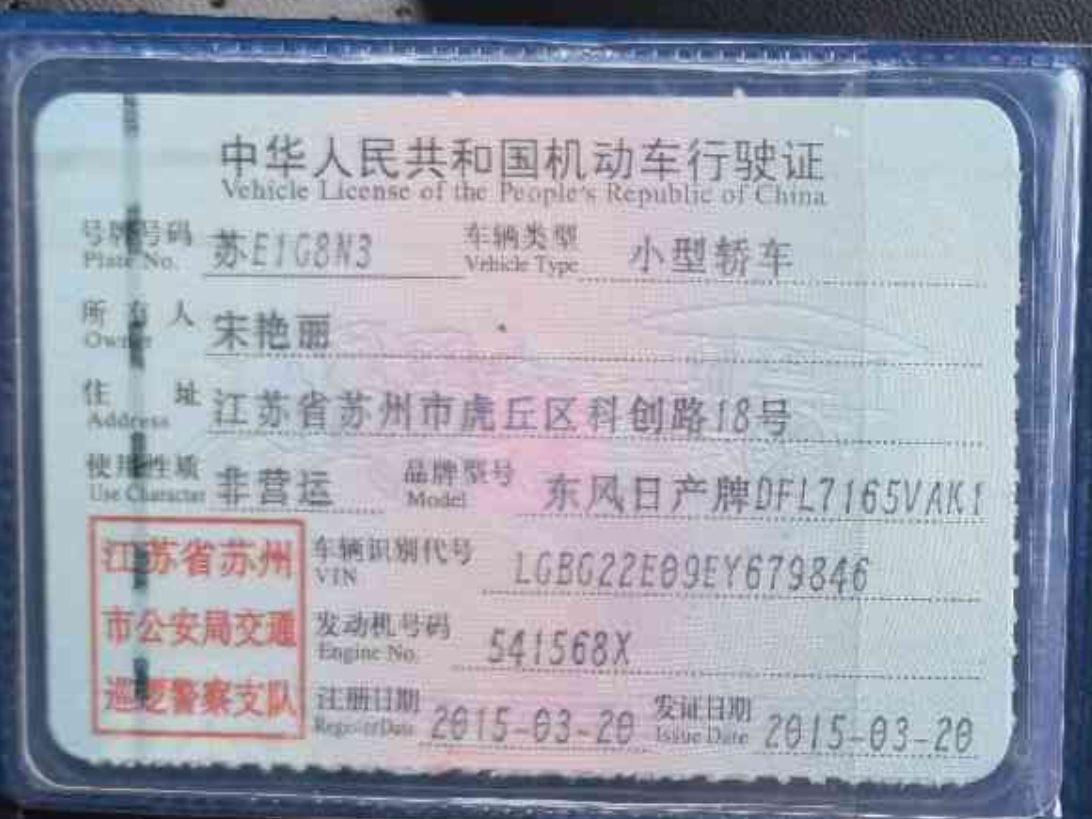 中华人民共和国机动车行驶证
Vehicle License of the People's Republic of China
号牌号码 苏E1G8N3 车辆类型 小型轿车
Plate No. Vehicle Type
所有人 宋艳丽
Owner
住址 江苏省苏州市虎丘区科创路18号
Address
使用性质 非营运 品牌型号 东风日产牌DFL7165VAK1
Use Character Model
江苏省苏州 车辆识别代号 LGBG22E09EY679846
VIN
市公安局交通 发动机号码 541568X
Engine No.
巡逻警察支队 注册日期 2015-03-20 发证日期 2015-03-20
Register Date Issue Date